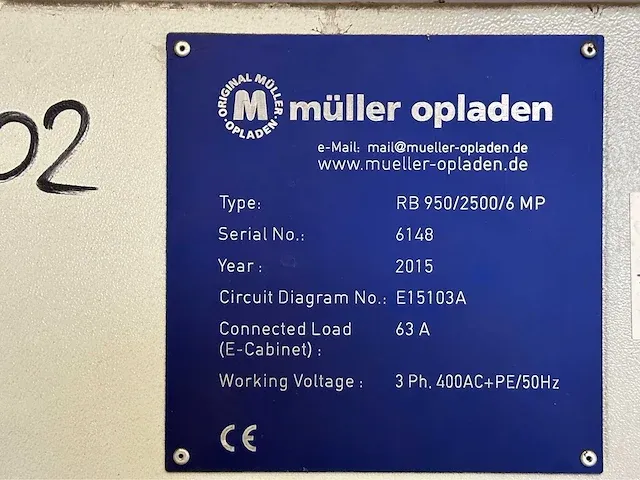 ORIGINAL MÜLLER
OPLADEN
M
müller opladen
e-Mail: mail@mueller-opladen.de
www.mueller-opladen.de
Type: RB 950/2500/6 MP
Serial No.: 6148
Year : 2015
Circuit Diagram No.: E15103A
Connected Load 63 A
(E-Cabinet) :
Working Voltage : 3 Ph. 400AC+PE/50Hz
CE
02